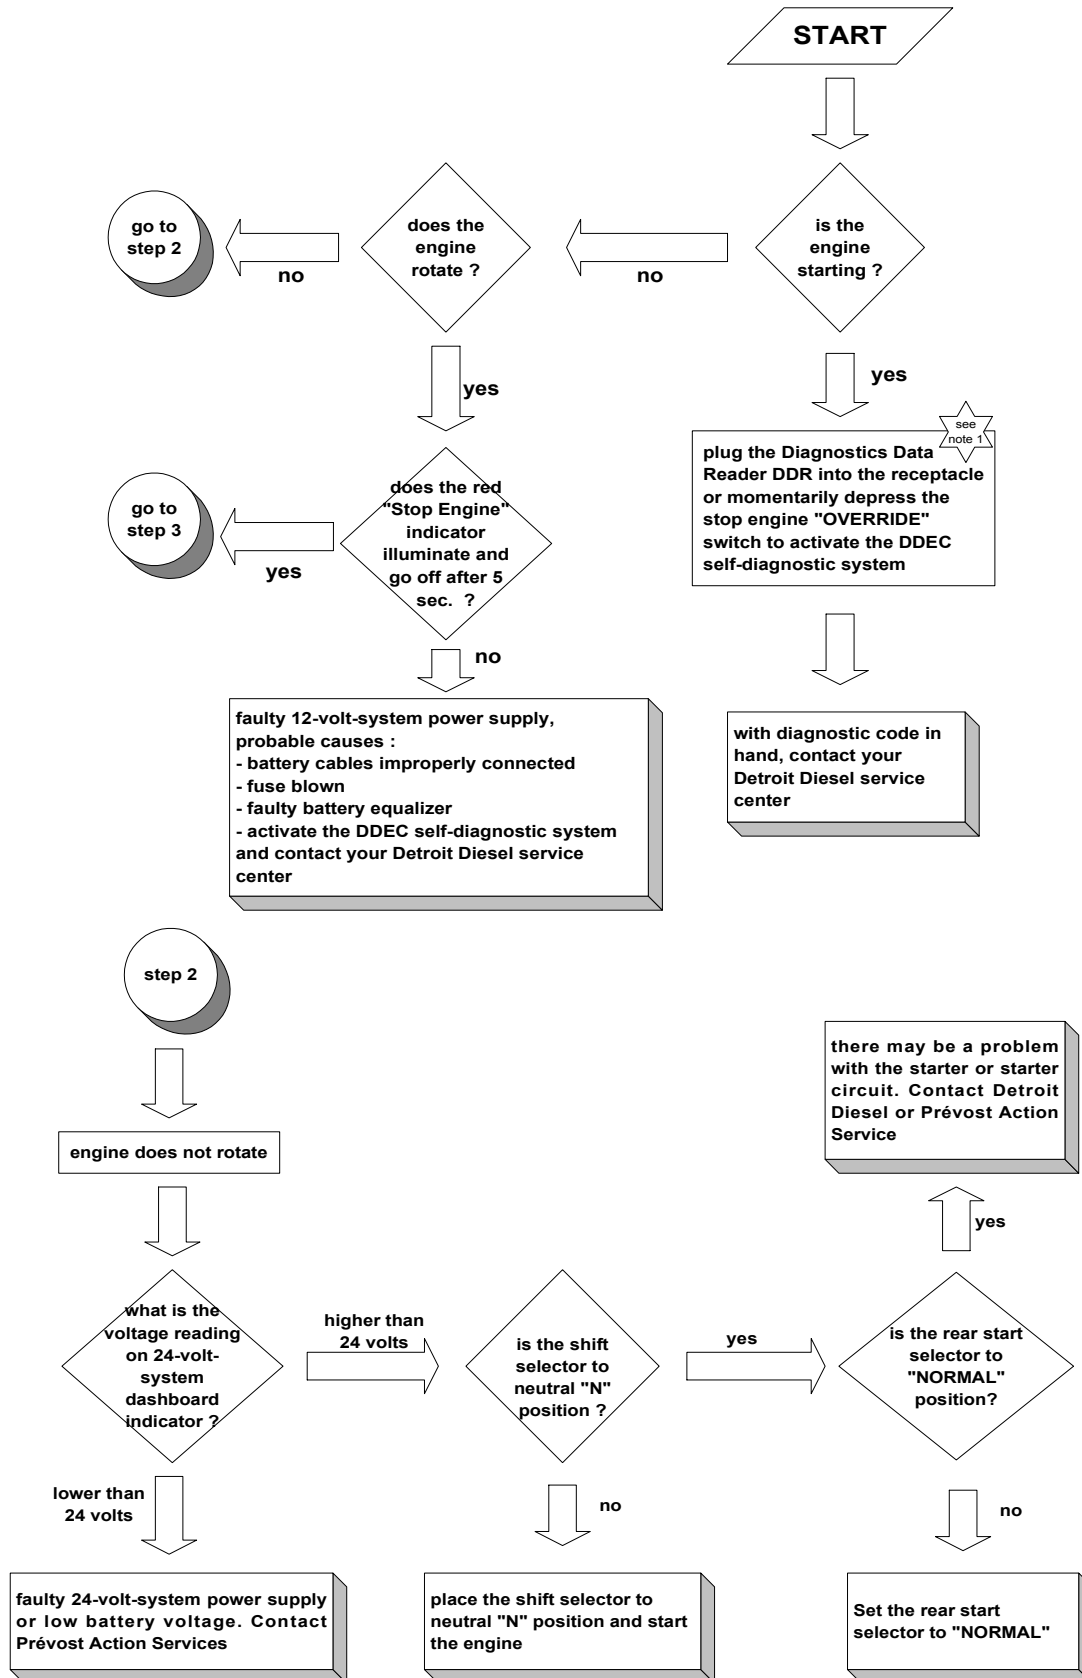 START
is the
engine
starting ?
no
does the
engine
rotate ?
no
go to
step 2
yes
yes
see
note 1
plug the Diagnostics Data
Reader DDR into the receptacle
or momentarily depress the
stop engine "OVERRIDE"
switch to activate the DDEC
self-diagnostic system
does the red
"Stop Engine"
indicator
illuminate and
go off after 5
sec. ?
yes
go to
step 3
no
faulty 12-volt-system power supply,
probable causes :
- battery cables improperly connected
- fuse blown
- faulty battery equalizer
- activate the DDEC self-diagnostic system
and contact your Detroit Diesel service
center
with diagnostic code in
hand, contact your
Detroit Diesel service
center
step 2
engine does not rotate
what is the
voltage reading
on 24-volt-
system
dashboard
indicator ?
higher than
24 volts
is the shift
selector to
neutral "N"
position ?
yes
is the rear start
selector to
"NORMAL"
position?
yes
there may be a problem
with the starter or starter
circuit. Contact Detroit
Diesel or Prévost Action
Service
lower than
24 volts
no
no
faulty 24-volt-system power supply
or low battery voltage. Contact
Prévost Action Services
place the shift selector to
neutral "N" position and start
the engine
Set the rear start
selector to "NORMAL"